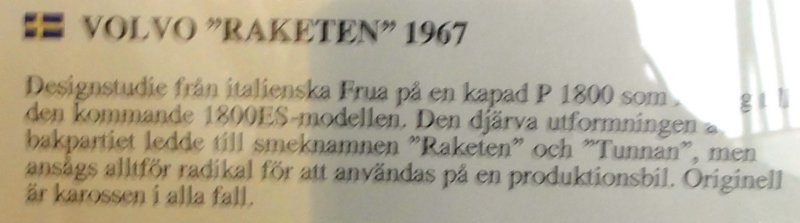 VOLVO ”RAKETEN” 1967
Designstudie från italienska Frua på en kapad P 1800 som
den kommande 1800ES-modellen. Den djärva utformningen
bakpartiet ledde till smeknamnen ”Raketen” och ”Tunnan”, men
ansågs alltför radikal för att användas på en produktionsbil. Originell
är karossen i alla fall.